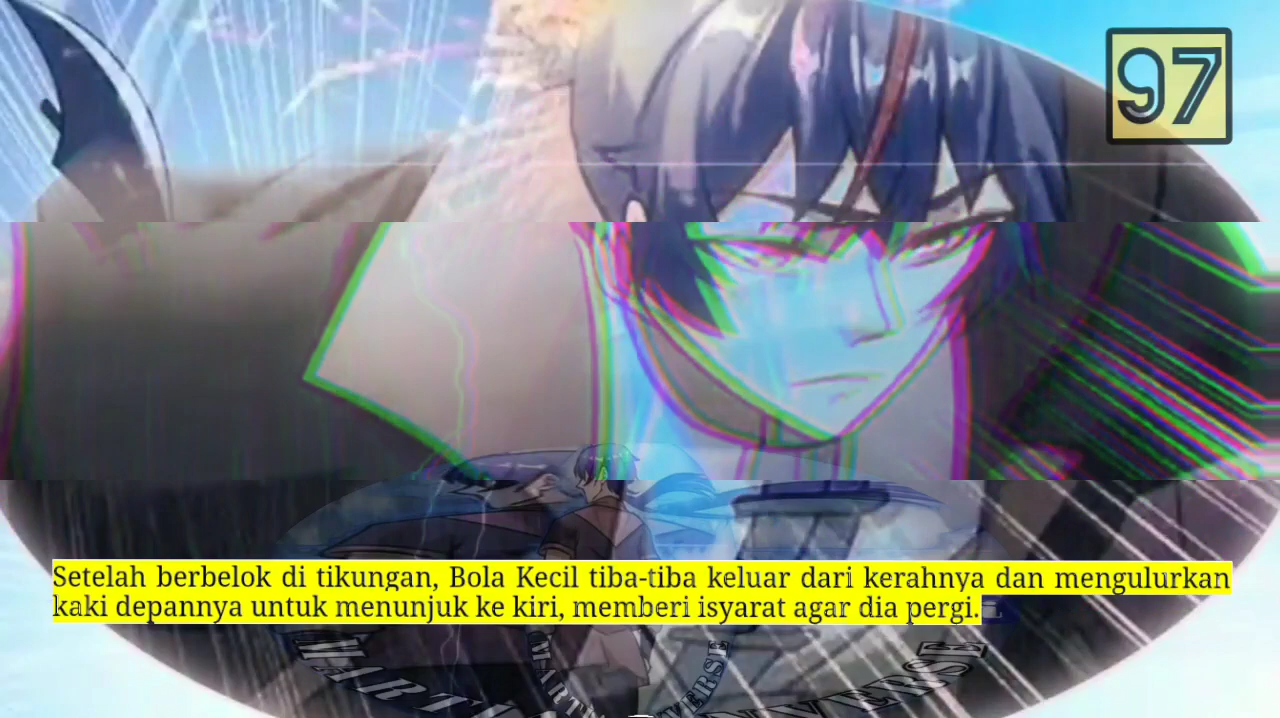 97
Setelah berbelok di tikungan, Bola Kecil tiba-tiba keluar dari kerahnya dan mengulurkan
kaki depannya untuk menunjuk ke kiri, memberi isyarat agar dia pergi.